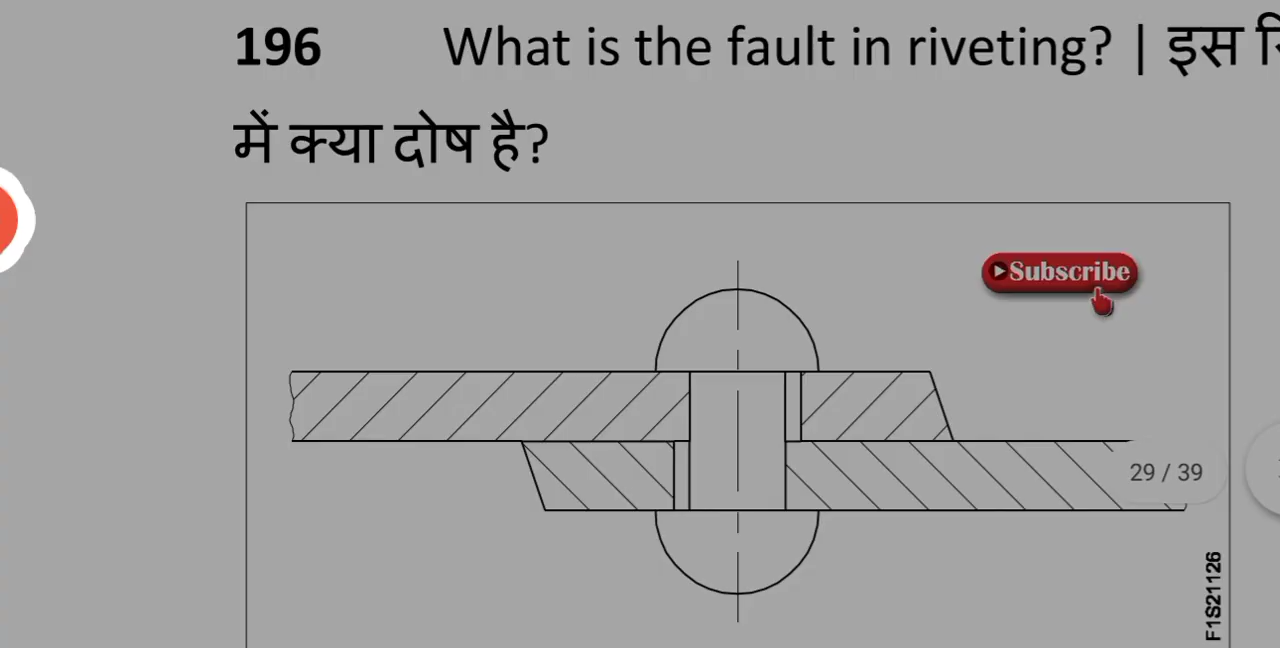 196 What is the fault in riveting? | इस
में क्या दोष है?
Subscribe
29 / 39
F1S21126